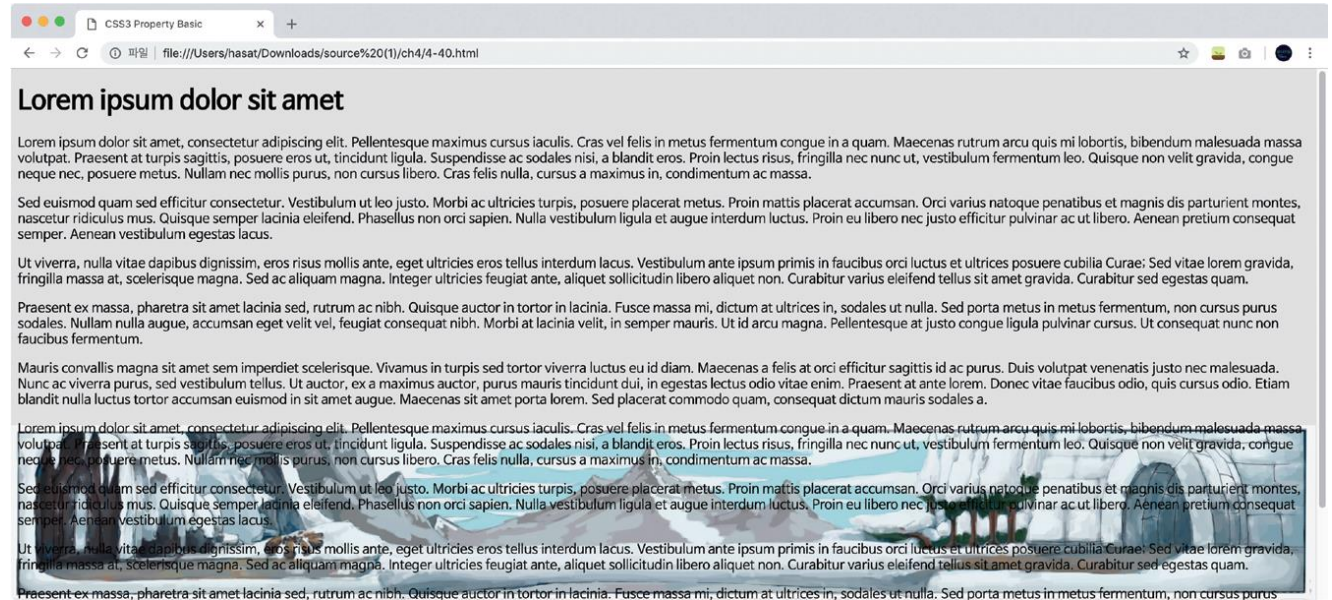 CSS3 Property Basic
파일 file:///Users/hasat/Downloads/source%20(1)/ch4/4-40.html
Lorem ipsum dolor sit amet
Lorem ipsum dolor sit amet, consectetur adipiscing elit. Pellentesque maximus cursus iaculis. Cras vel felis in metus fermentum congue in a quam. Maecenas rutrum arcu quis mi lobortis, bibendum malesuada massa
volutpat. Praesent at turpis sagittis, posuere eros ut, tincidunt ligula. Suspendisse ac sodales nisi, a blandit eros. Proin lectus risus, fringilla nec nunc ut, vestibulum fermentum leo. Quisque non velit gravida, congue
neque nec, posuere metus. Nullam nec mollis purus, non cursus libero. Cras felis nulla, cursus a maximus in, condimentum ac massa.
Sed euismod quam sed efficitur consectetur. Vestibulum ut leo justo. Morbi ac ultricies turpis, posuere placerat metus. Proin mattis placerat accumsan. Orci varius natoque penatibus et magnis dis parturient montes,
nascetur ridiculus mus. Quisque semper lacinia eleifend. Phasellus non orci sapien. Nulla vestibulum ligula et augue interdum luctus. Proin eu libero nec justo efficitur pulvinar ac ut libero. Aenean pretium consequat
semper. Aenean vestibulum egestas lacus.
Ut viverra, nulla vitae dapibus dignissim, eros risus mollis ante, eget ultricies eros tellus interdum lacus. Vestibulum ante ipsum primis in faucibus orci luctus et ultrices posuere cubilia Curae; Sed vitae lorem gravida,
fringilla massa at, scelerisque magna. Sed ac aliquam magna. Integer ultricies feugiat ante, aliquet sollicitudin libero aliquet non. Curabitur varius eleifend tellus sit amet gravida. Curabitur sed egestas quam.
Praesent ex massa, pharetra sit amet lacinia sed, rutrum ac nibh. Quisque auctor in tortor in lacinia. Fusce massa mi, dictum at ultrices in, sodales ut nulla. Sed porta metus in metus fermentum, non cursus purus
sodales. Nullam nulla augue, accumsan eget velit vel, feugiat consequat nibh. Morbi at lacinia velit, in semper mauris. Ut id arcu magna. Pellentesque at justo congue ligula pulvinar cursus. Ut consequat nunc non
faucibus fermentum.
Mauris convallis magna sit amet sem imperdiet scelerisque. Vivamus in turpis sed tortor viverra luctus eu id diam. Maecenas a felis at orci efficitur sagittis id ac purus. Duis volutpat venenatis justo nec malesuada.
Nunc ac viverra purus, sed vestibulum tellus. Ut auctor, ex a maximus auctor, purus mauris tincidunt dui, in egestas lectus odio vitae enim. Praesent at ante lorem. Donec vitae faucibus odio, quis cursus odio. Etiam
blandit nulla luctus tortor accumsan euismod in sit amet augue. Maecenas sit amet porta lorem. Sed placerat commodo quam, consequat dictum mauris sodales a.
Lorem ipsum dolor sit amet, consectetur adipiscing elit. Pellentesque maximus cursus iaculis. Cras vel felis in metus fermentum congue in a quam. Maecenas rutrum arcu quis mi lobortis, bibendum malesuada massa
volutpat. Praesent at turpis sagittis, posuere eros ut, tincidunt ligula. Suspendisse ac sodales nisi, a blandit eros. Proin lectus risus, fringilla nec nunc ut, vestibulum fermentum leo. Quisque non velit gravida, congue
neque nec, posuere metus. Nullam nec mollis purus, non cursus libero. Cras felis nulla, cursus a maximus in, condimentum ac massa.
Sed euismod quam sed efficitur consectetur. Vestibulum ut leo justo. Morbi ac ultricies turpis, posuere placerat metus. Proin mattis placerat accumsan. Orci varius natoque penatibus et magnis dis parturient montes,
nascetur ridiculus mus. Quisque semper lacinia eleifend. Phasellus non orci sapien. Nulla vestibulum ligula et augue interdum luctus. Proin eu libero nec justo efficitur pulvinar ac ut libero. Aenean pretium consequat
semper. Aenean vestibulum egestas lacus.
Ut viverra, nulla vitae dapibus dignissim, eros risus mollis ante, eget ultricies eros tellus interdum lacus. Vestibulum ante ipsum primis in faucibus orci luctus et ultrices posuere cubilia Curae; Sed vitae lorem gravida,
fringilla massa at, scelerisque magna. Sed ac aliquam magna. Integer ultricies feugiat ante, aliquet sollicitudin libero aliquet non. Curabitur varius eleifend tellus sit amet gravida. Curabitur sed egestas quam.
Praesent ex massa, pharetra sit amet lacinia sed, rutrum ac nibh. Quisque auctor in tortor in lacinia. Fusce massa mi, dictum at ultrices in, sodales ut nulla. Sed porta metus in metus fermentum, non cursus purus